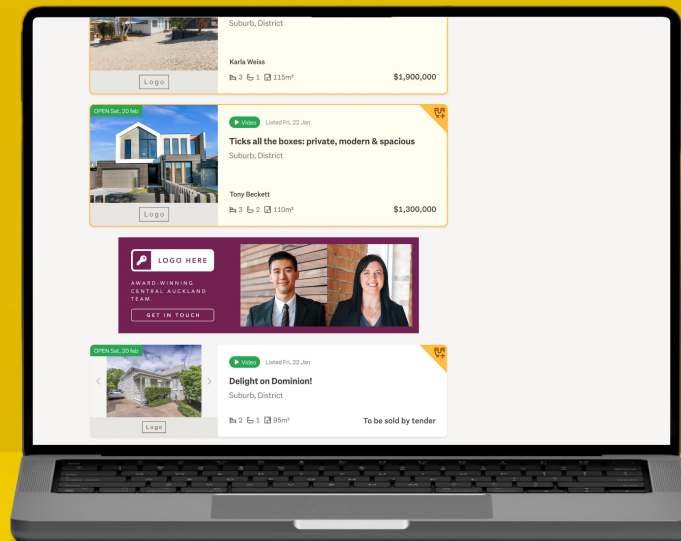 Suburb, District
Karla Weiss
3 1 115m²
$1,900,000
Logo
OPEN Sat, 20 feb
Video Listed Fri, 22 Jan
Ticks all the boxes: private, modern & spacious
Suburb, District
Tony Beckett
3 2 110m²
$1,300,000
Logo
LOGO HERE
AWARD-WINNING
CENTRAL AUCKLAND
TEAM.
GET IN TOUCH
OPEN Sat, 20 feb
Video Listed Fri, 22 Jan
Delight on Dominion!
Suburb, District
2 1 95m²
To be sold by tender
Logo